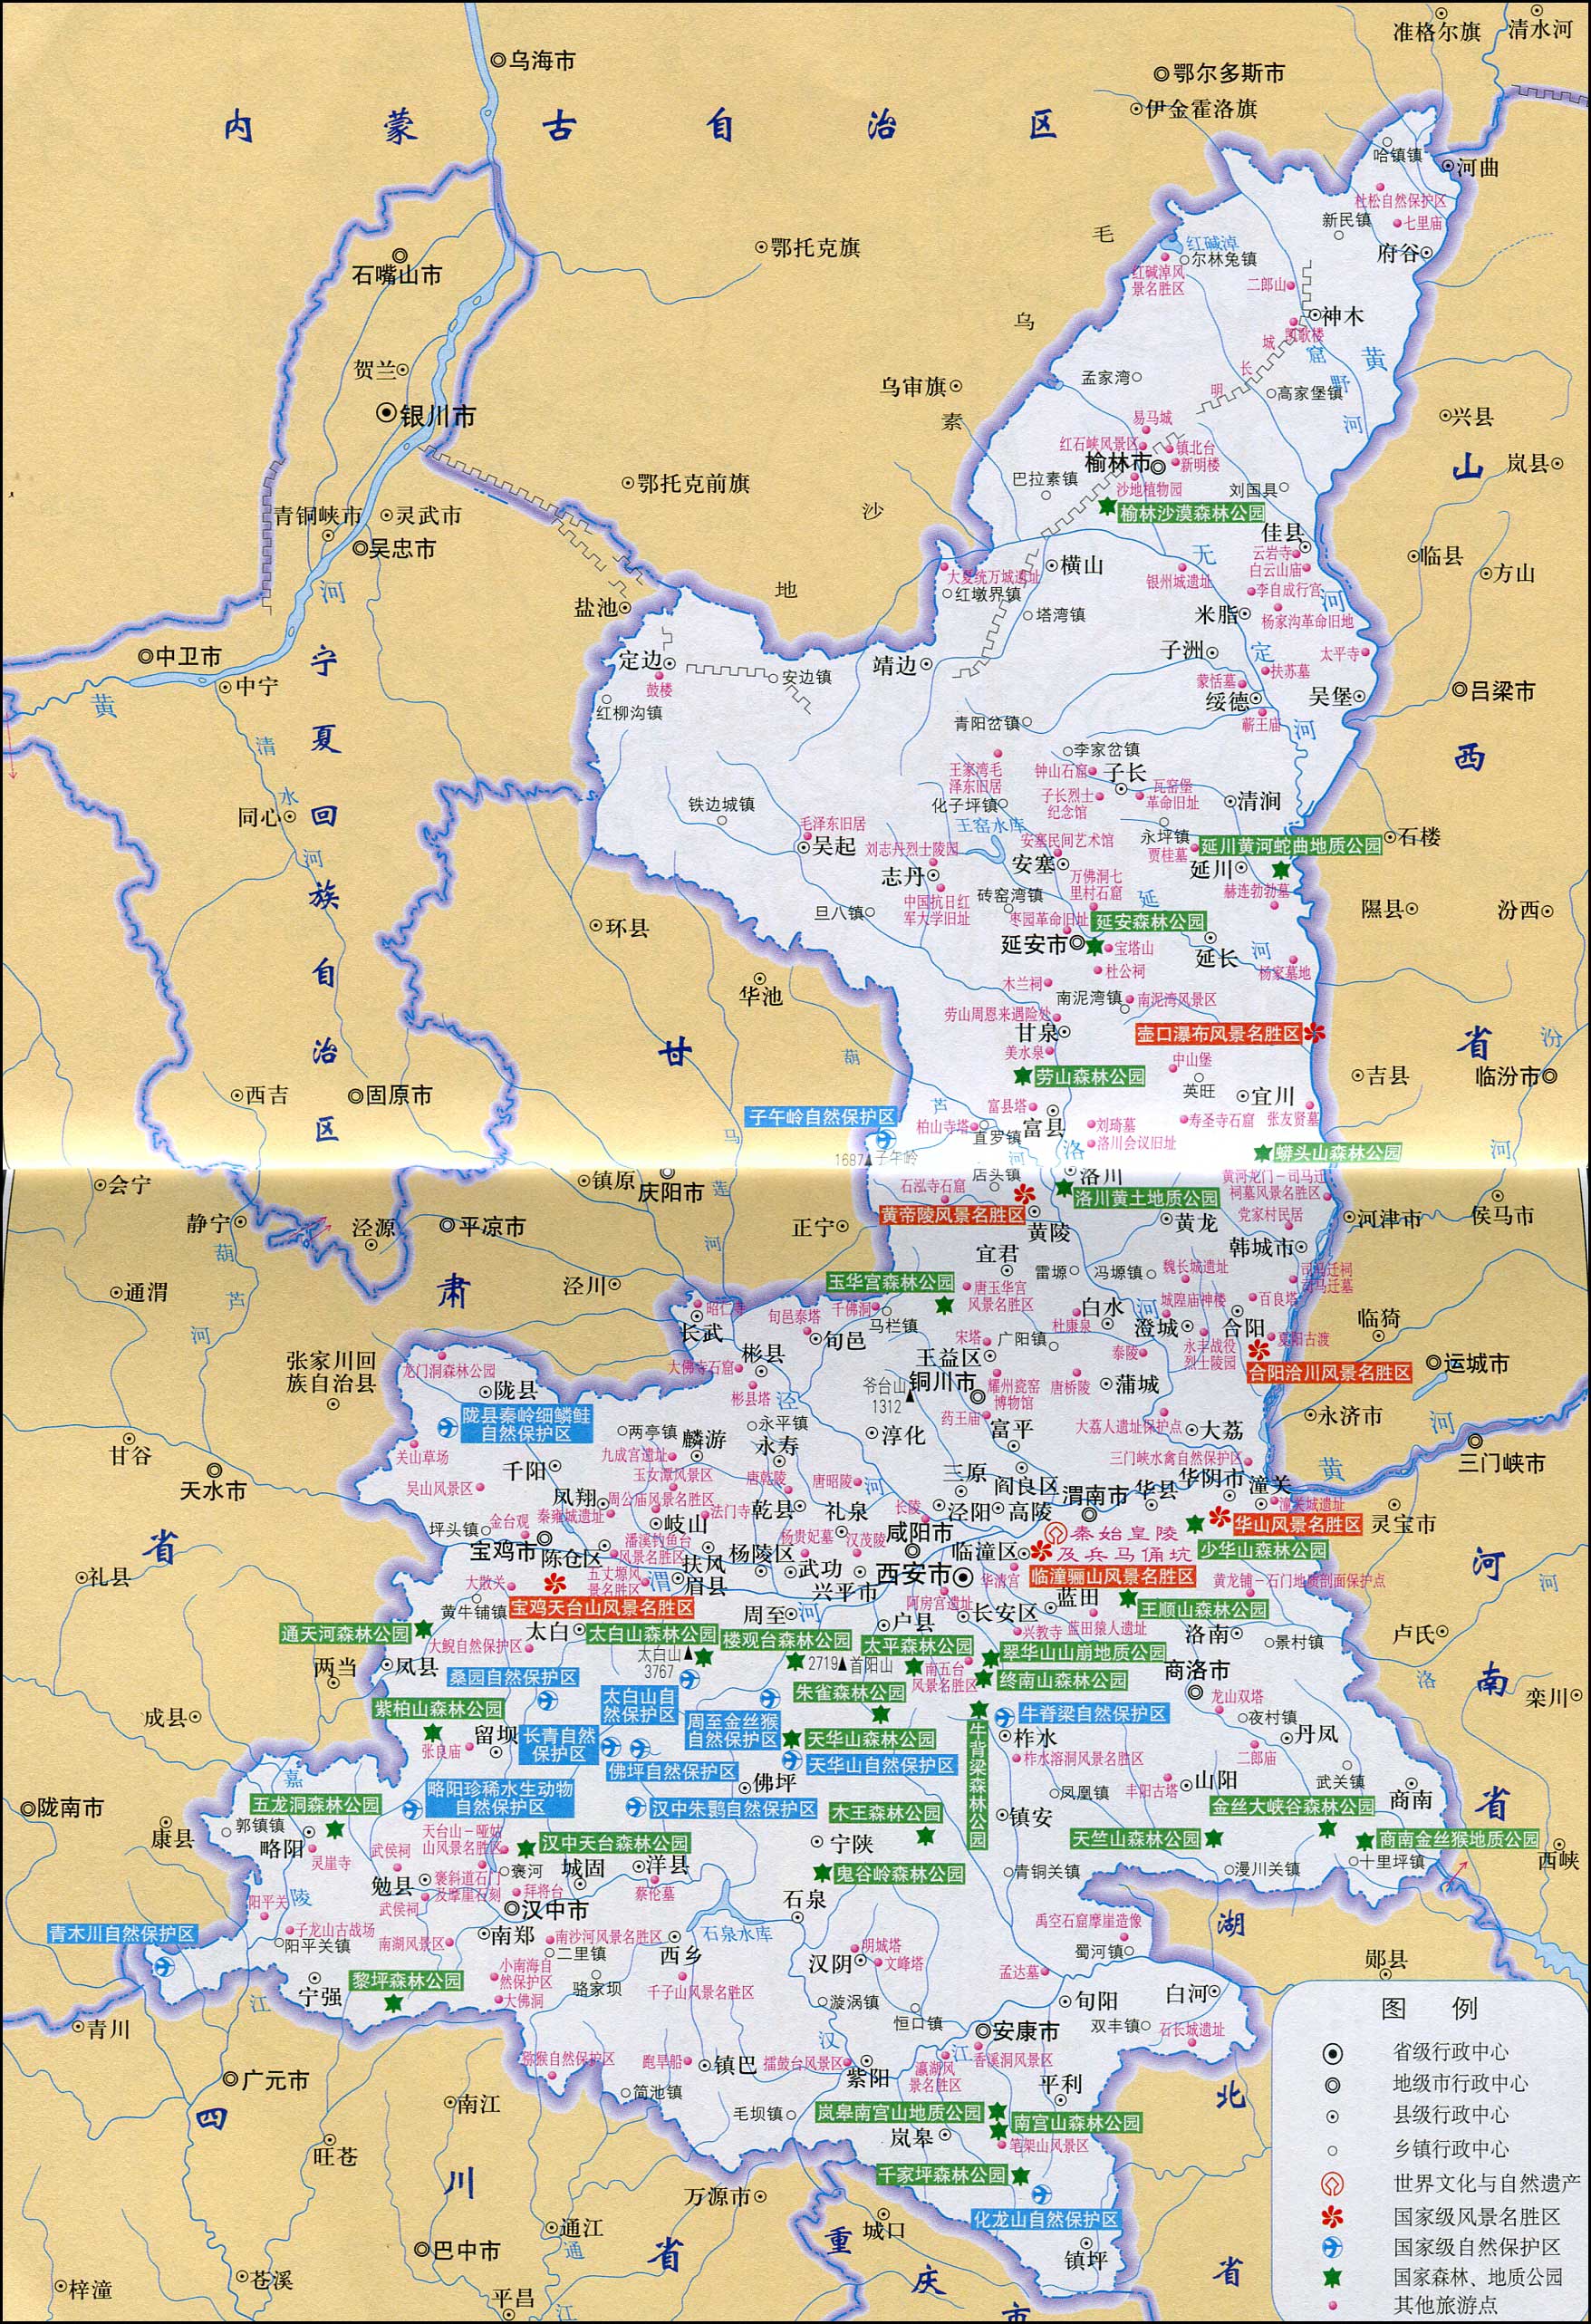 准格尔旗
清水河
乌海市
鄂尔多斯市
伊金霍洛旗
内蒙古自治区
哈镇镇
河曲
杜松自然保护区
新民镇
七里庙
毛
红碱淖
府谷
鄂托克旗
尔林兔镇
石嘴山市
红碱淖风
景名胜区
二郎山
神木
乌
凯歌楼
城
窟
黄
贺兰
长
孟家湾
野
乌审旗
明
高家堡镇
银川市
兴县
素
易马城
河
红石峡风景区
镇北台
山
榆林市
新明楼
岚县
巴拉素镇
鄂托克前旗
沙地植物园
刘国具
沙
榆林沙漠森林公园
青铜峡市
灵武市
佳县
吴忠市
云岩寺
无
临县
横山
白云山庙
方山
大夏统万城遗址
银州城遗址
河
地
红墩界镇
李自成行宫
河
盐池
塔湾镇
米脂
杨家沟革命旧地
中卫市
宁
定边
靖边
子洲
定
太平寺
安边镇
扶苏墓
中宁
鼓楼
蒙恬墓
吕梁市
黄
红柳沟镇
绥德
吴堡
青阳岔镇
蕲王庙
河
夏
清
李家岔镇
西
王家湾毛
泽东旧居
钟山石窟
子长
瓦窑堡
革命旧址
水
铁边城镇
化子坪镇
子长烈士
纪念馆
清涧
同心
回
毛泽东旧居
王窑水库
永坪镇
石楼
吴起
安塞民间艺术馆
延川黄河蛇曲地质公园
刘志丹烈士陵园
贾桂墓
河
安塞
延川
志丹
万佛洞七
里村石窟
赫连勃勃墓
族
中国抗日红
军大学旧址
砖窑湾镇
延
旦八镇
枣园革命旧址
延安森林公园
隰县
汾西
环县
延安市
宝塔山
延长
河
自
杜公祠
杨家墓地
华池
木兰祠
南泥湾镇
南泥湾风景区
劳山周恩来遇险处
甘泉
壶口瀑布风景名胜区
省
汾
治
甘
葫
美水泉
中山堡
劳山森林公园
吉县
临汾市
西吉
固原市
英旺
宜川
子午岭自然保护区
芦
富县塔
张友贤墓
区
柏山寺塔
富县
刘琦墓
寿圣寺石窟
马
直罗镇
洛川会议旧址
河
洛
蟒头山森林公园
河
1687
子午岭
会宁
镇原
庆阳市
店头镇
洛川
黄河龙门－司马迁
祠墓风景名胜区
莲
石泓寺石窟
洛川黄土地质公园
静宁
泾源
平凉市
正宁
黄帝陵风景名胜区
黄陵
黄龙
党家村民居
河津市
侯马市
葫
河
宜君
韩城市
通渭
芦
肃
泾川
玉华宫森林公园
雷塬
冯塬镇
魏长城遗址
司马迁祠
司马迁墓
唐玉华宫
风景名胜区
河
昭仁寺
旬邑泰塔
千佛洞
白水
城隍庙神楼
百良塔
临猗
马栏镇
杜康泉
长武
旬邑
宋塔
广阳镇
澄城
合阳
夏阳古渡
张家川回
族自治县
龙门洞森林公园
大佛寺石窟
彬县
王益区
泰陵
永丰战役
烈士陵园
运城市
陇县
彬县塔
爷台山
1312
铜川市
耀州瓷窑
博物馆
唐桥陵
蒲城
合阳洽川风景名胜区
陇县秦岭细鳞鲑
自然保护区
泾
药王庙
大荔人遗址保护点
永济市
两亭镇
永平镇
淳化
富平
大荔
河
甘谷
关山草场
麟游
永寿
九成宫遗址
三门峡水禽自然保护区
三门峡市
天水市
吴山风景区
千阳
玉女潭风景区
唐乾陵
唐昭陵
三原
阎良区
华阴市
黄
凤翔
周公庙风景名胜区
河
渭南市
华县
潼关
秦雍城遗址
法门寺
乾县
礼泉
长陵
泾阳
高陵
潼关城遗址
坪头镇
金台观
岐山
咸阳市
秦始皇陵
及兵马俑坑
华山风景名胜区
灵宝市
省
宝鸡市
陈仓区
扶风
杨陵区
杨贵妃墓
汉茂陵
临潼区
少华山森林公园
河
礼县
大散关
五丈塬风
景名胜区
渭
眉县
武功
兴平市
西安市
华清宫
临潼骊山风景名胜区
黄龙铺－石门地质剖面保护点
黄牛铺镇
宝鸡天台山风景名胜区
周至
河
阿房宫遗址
蓝田
王顺山森林公园
通天河森林公园
太白
太白山森林公园
楼观台森林公园
户县
长安区
兴教寺
蓝田猿人遗址
洛南
卢氏
大鲵自然保护区
太白山
3767
太平森林公园
翠华山山崩地质公园
景村镇
两当
凤县
桑园自然保护区
2719
首阳山
南五台
风景名胜区
终南山森林公园
商洛市
洛
南
紫柏山森林公园
太白山自
然保护区
朱雀森林公园
龙山双塔
栾川
成县
留坝
长青自然
保护区
周至金丝猴
自然保护区
天华山森林公园
牛脊梁自然保护区
夜村镇
丹凤
张良庙
柞水
牛背梁森林公园
天华山自然保护区
柞水溶洞风景名胜区
二郎庙
嘉
佛坪自然保护区
佛坪
略阳珍稀水生动物
自然保护区
汉中朱鹮自然保护区
凤凰镇
丰阳古塔
山阳
武关镇
陇南市
五龙洞森林公园
木王森林公园
镇安
金丝大峡谷森林公园
商南
省
康县
郭镇镇
天台山－哑姑
山风景名胜区
宁陕
天竺山森林公园
商南金丝猴地质公园
略阳
武侯祠
汉中天台森林公园
西峡
灵崖寺
褒河
城固
洋县
鬼谷岭森林公园
青铜关镇
漫川关镇
十里坪镇
勉县
褒斜道石门
及摩崖石刻
拜将台
蔡伦墓
石泉
阳平关
陵
武侯祠
汉中市
禹空石窟摩崖造像
湖
青木川自然保护区
子龙山古战场
南郑
南沙河风景名胜区
石泉水库
蜀河镇
阳平关镇
南湖风景区
二里镇
西乡
明城塔
郧县
黎坪森林公园
小南海自
然保护区
汉阴
文峰塔
孟达墓
宁强
大佛洞
骆家坝
千子山风景名胜区
漩涡镇
旬阳
白河
江
恒口镇
双丰镇
石长城遗址
青川
汉
安康市
猕猴自然保护区
跑旱船
镇巴
擂鼓台风景区
江
香溪洞风景区
广元市
紫阳
瀛湖风
景名胜区
平利
北
南江
简池镇
四
毛坝镇
岚皋南宫山地质公园
南宫山森林公园
旺苍
岚皋
笔架山风景区
川
千家坪森林公园
万源市
化龙山自然保护区
通江
城口
重
巴中市
通
省
镇坪
省
苍溪
庆
梓潼
平昌
江
市
图例
省级行政中心
地级市行政中心
县级行政中心
乡镇行政中心
世界文化与自然遗产
国家级风景名胜区
国家级自然保护区
国家森林、地质公园
其他旅游点